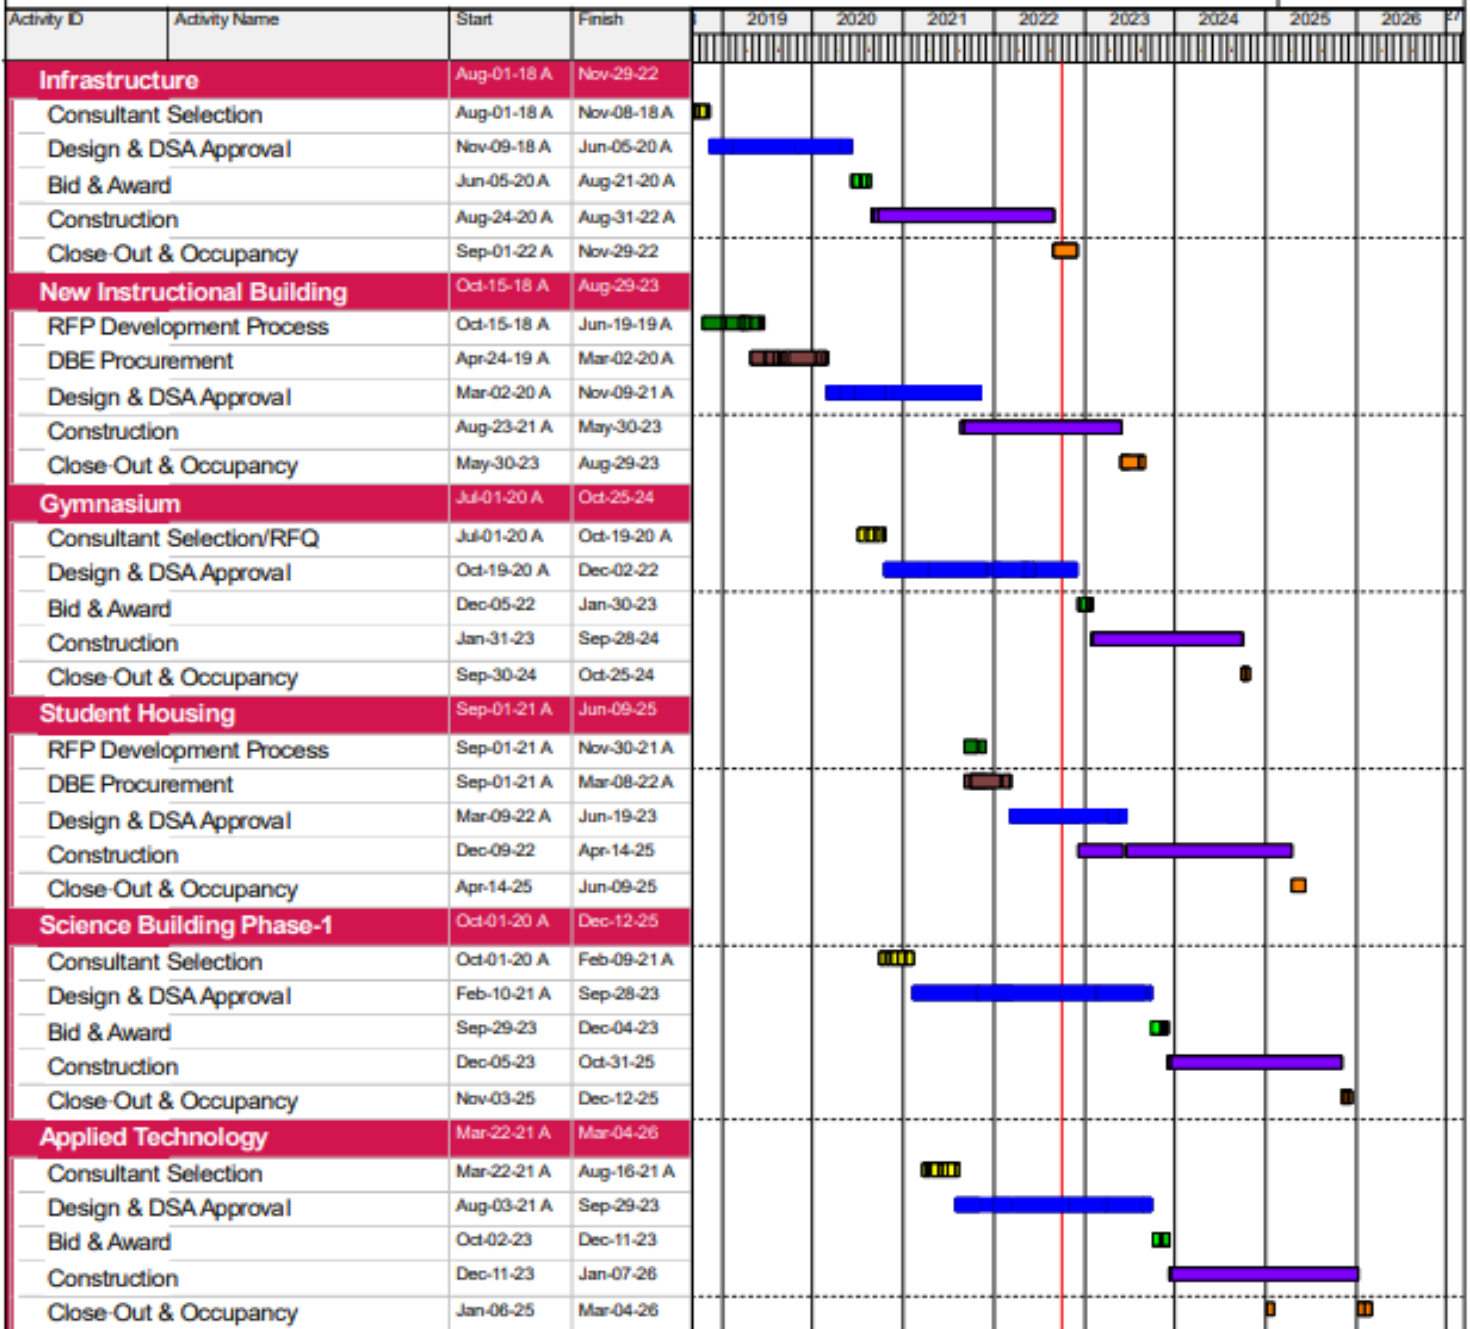 Activity ID Activity Name Start Finish 2019 2020 2021 2022 2023 2024 2025 2026 27
Infrastructure Aug-01-18 A Nov-29-22
Consultant Selection Aug-01-18 A Nov-08-18 A
Design & DSA Approval Nov-09-18 A Jun-05-20 A
Bid & Award Jun-05-20 A Aug-21-20 A
Construction Aug-24-20 A Aug-31-22 A
Close-Out & Occupancy Sep-01-22 A Nov-29-22
New Instructional Building Oct-15-18 A Aug-29-23
RFP Development Process Oct-15-18 A Jun-19-19 A
DBE Procurement Apr-24-19 A Mar-02-20 A
Design & DSA Approval Mar-02-20 A Nov-09-21 A
Construction Aug-23-21 A May-30-23
Close-Out & Occupancy May-30-23 Aug-29-23
Gymnasium Jul-01-20 A Oct-25-24
Consultant Selection/RFQ Jul-01-20 A Oct-19-20 A
Design & DSA Approval Oct-19-20 A Dec-02-22
Bid & Award Dec-05-22 Jan-30-23
Construction Jan-31-23 Sep-28-24
Close-Out & Occupancy Sep-30-24 Oct-25-24
Student Housing Sep-01-21 A Jun-09-25
RFP Development Process Sep-01-21 A Nov-30-21 A
DBE Procurement Sep-01-21 A Mar-08-22 A
Design & DSA Approval Mar-09-22 A Jun-19-23
Construction Dec-09-22 Apr-14-25
Close-Out & Occupancy Apr-14-25 Jun-09-25
Science Building Phase-1 Oct-01-20 A Dec-12-25
Consultant Selection Oct-01-20 A Feb-09-21 A
Design & DSA Approval Feb-10-21 A Sep-28-23
Bid & Award Sep-29-23 Dec-04-23
Construction Dec-05-23 Oct-31-25
Close-Out & Occupancy Nov-03-25 Dec-12-25
Applied Technology Mar-22-21 A Mar-04-26
Consultant Selection Mar-22-21 A Aug-16-21 A
Design & DSA Approval Aug-03-21 A Sep-29-23
Bid & Award Oct-02-23 Dec-11-23
Construction Dec-11-23 Jan-07-26
Close-Out & Occupancy Jan-06-25 Mar-04-26